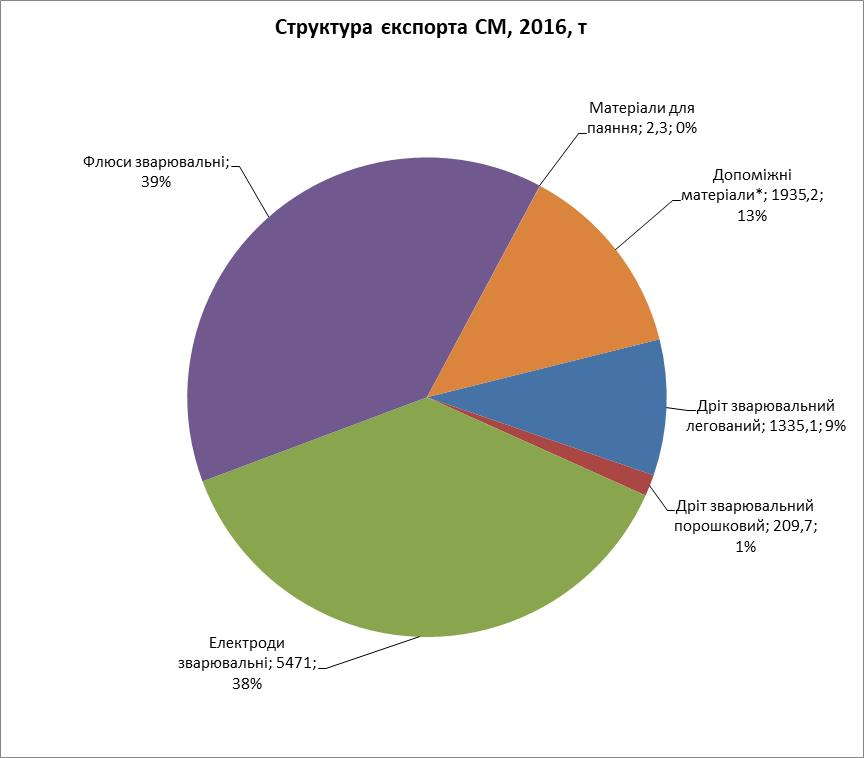 Структура єкспорта СМ, 2016, т
Матеріали для
паяння; 2,3; 0%
Флюси зварювальні;
39%
Допоміжні
матеріали*; 1935,2;
13%
Дріт зварювальний
легований; 1335,1; 9%
Дріт зварювальний
порошковий; 209,7;
1%
Електроди
зварювальні; 5471;
38%